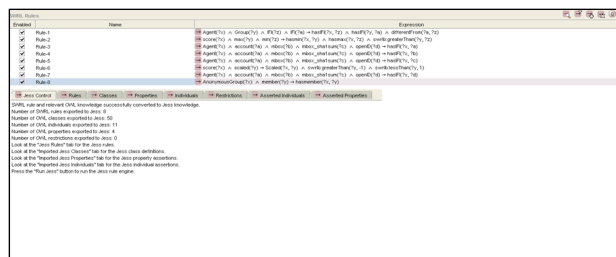 SWRL Rules
Enabled Name Expression
Rule-1 Agent(?x) ∧ Group(?y) ∧ IFI(?z) ∧ IFI(?a) → hasIFI(?x, ?z) ∧ hasIFI(?y, ?a) ∧ differentFrom(?a, ?z)
Rule-2 score(?x) ∧ max(?y) ∧ min(?z) → hasmin(?x, ?y) ∧ hasmax(?x, ?z) ∧ swrlb:greaterThan(?y, ?z)
Rule-3 Agent(?x) ∧ account(?a) ∧ mbox(?b) ∧ mbox_sha1sum(?c) ∧ openID(?d) → hasIFI(?x, ?a)
Rule-4 Agent(?x) ∧ account(?a) ∧ mbox(?b) ∧ mbox_sha1sum(?c) ∧ openID(?d) → hasIFI(?x, ?b)
Rule-5 Agent(?x) ∧ account(?a) ∧ mbox(?b) ∧ mbox_sha1sum(?c) ∧ openID(?d) → hasIFI(?x, ?c)
Rule-6 score(?x) ∧ scaled(?y) → Scaled(?x, ?y) ∧ swrlb:greaterThan(?y, -1) ∧ swrlb:lessThan(?y, 1)
Rule-7 Agent(?x) ∧ account(?a) ∧ mbox(?b) ∧ mbox_sha1sum(?c) ∧ openID(?d) → hasIFI(?x, ?d)
Rule-8 AnonymousGroup(?x) ∧ member(?y) → hasmember(?x, ?y)
Jess Control Rules Classes Properties Individuals Restrictions Asserted Individuals Asserted Properties
SWRL rule and relevant OWL knowledge successfully converted to Jess knowledge.
Number of SWRL rules exported to Jess: 8
Number of OWL classes exported to Jess: 50
Number of OWL individuals exported to Jess: 11
Number of OWL properties exported to Jess: 4
Number of OWL restrictions exported to Jess: 0
Look at the "Jess Rules" tab for the Jess rules.
Look at the "Imported Jess Classes" tab for the Jess class definitions.
Look at the "Imported Jess Properties" tab for the Jess property assertions.
Look at the "Imported Jess Individuals" tab for the Jess individual assertions.
Press the "Run Jess" button to run the Jess rule engine.